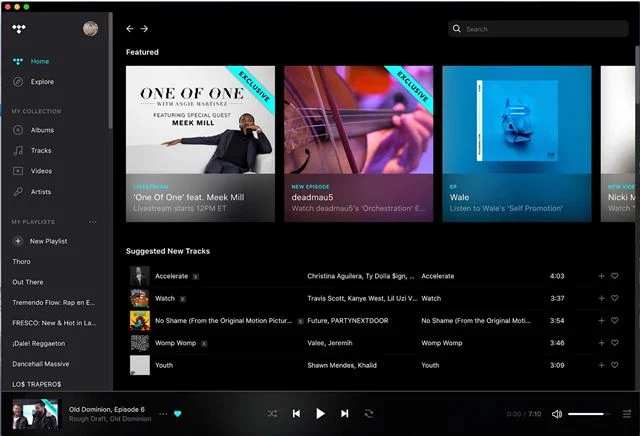 Search
Home
Explore
MY COLLECTION
Albums
Tracks
Videos
Artists
MY PLAYLISTS
New Playlist
Thoro
Out There
Tremendo Flow: Rap en E...
FRESCO: New & Hot in La...
¡Dale! Reggaeton
Dancehall Massive
LO$ TRAPERO$
Featured
EXCLUSIVE
ONE OF ONE
WITH ANGIE MARTINEZ
FEATURING SPECIAL GUEST
MEEK MILL
LIVESTREAM
'One Of One' feat. Meek Mill
Livestream starts 12PM ET
EXCLUSIVE
NEW EPISODE
deadmau5
Watch deadmau5's 'Orchestration' E...
EP
Wale
Listen to Wale's 'Self Promotion'
NEW VIDE
Nicki M
Watch "
Suggested New Tracks
Accelerate E Christina Aguilera, Ty Dolla $ign, ... Accelerate 4:03
Watch E Travis Scott, Kanye West, Lil Uzi V... Watch 3:37
No Shame (From the Original Motion Pictur... E Future, PARTYNEXTDOOR No Shame (From the Original Moti... 3:54
Womp Womp E Valee, Jeremih Womp Womp 3:46
Youth Shawn Mendes, Khalid Youth 3:09
Old Dominion, Episode 6
Rough Draft, Old Dominion
0:00 / 7:10